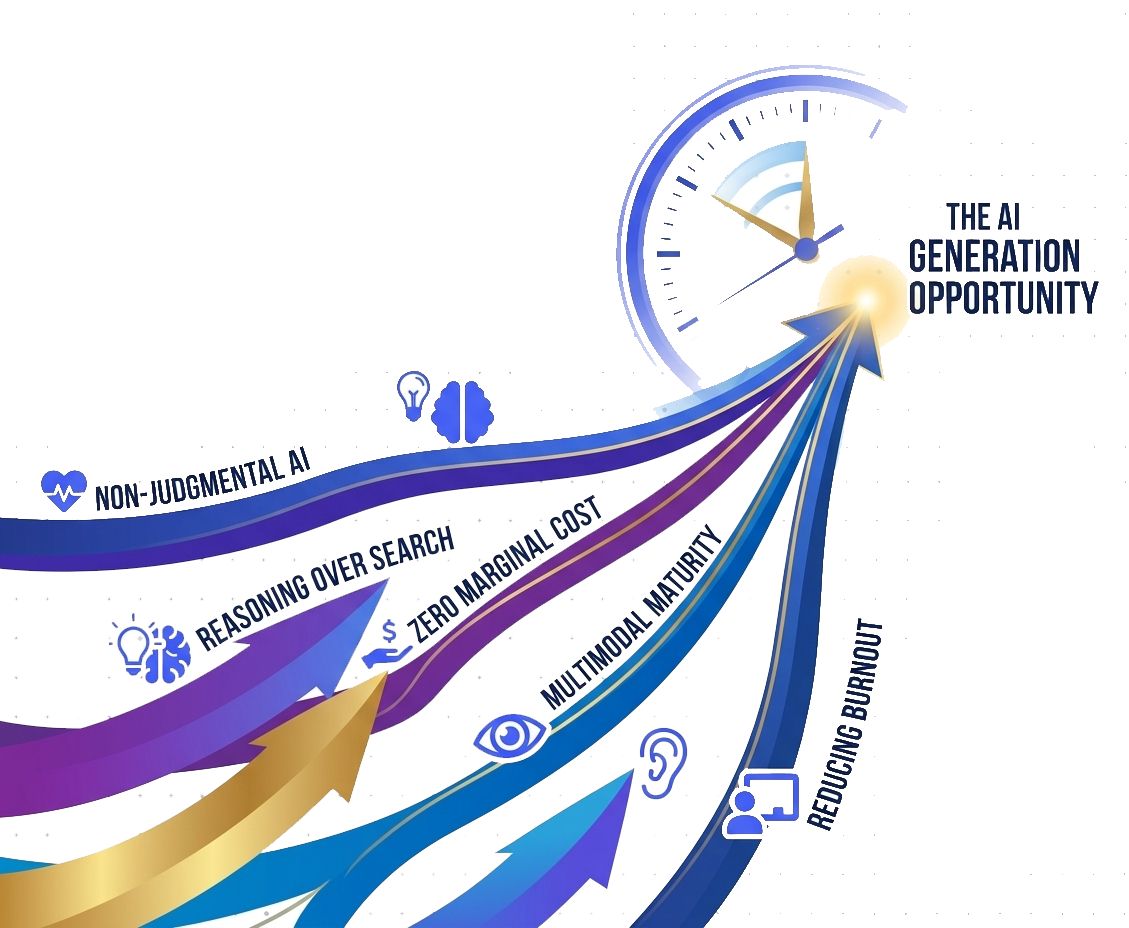 THE AI
GENERATION
OPPORTUNITY
NON-JUDGMENTAL AI
REASONING OVER SEARCH
$
ZERO MARGINAL COST
MULTIMODAL MATURITY
REDUCING BURNOUT